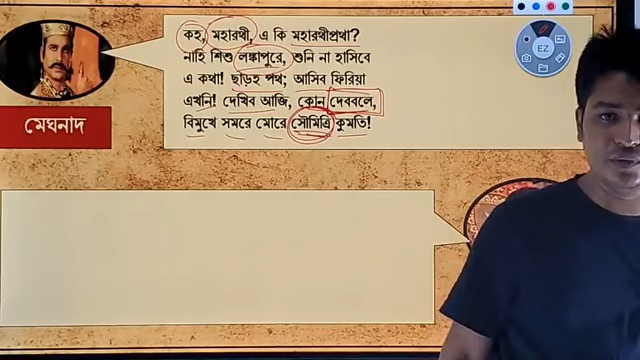 কহ, মহারথী, এ কি মহারথীপ্রথা?
নাহি শিশু লঙ্কাপুরে, শুনি না হাসিবে
এ কথা! ছাড়হ পথ; আসিব ফিরিয়া
এখনি! দেখিব আজি, কোন্ দেববলে,
বিমুখে সমরে মোরে সৌমিত্রি কুমতি!
মেঘনাদ
EZ